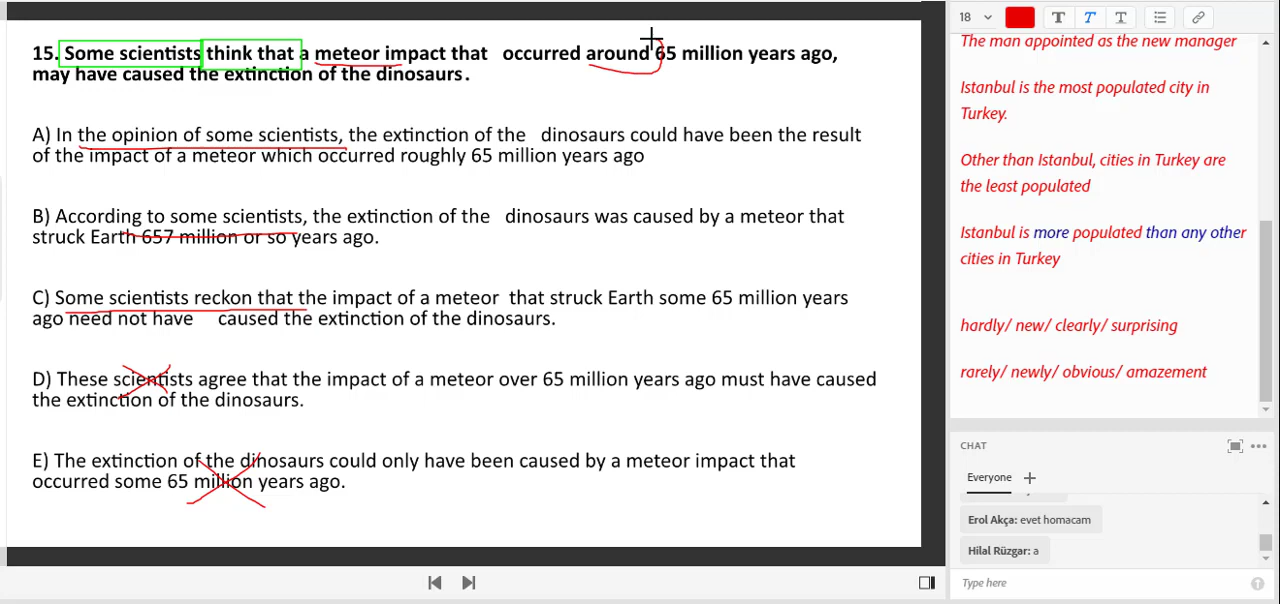 15. Some scientists think that a meteor impact that occurred around 65 million years ago,
may have caused the extinction of the dinosaurs.
A) In the opinion of some scientists, the extinction of the dinosaurs could have been the result
of the impact of a meteor which occurred roughly 65 million years ago
B) According to some scientists, the extinction of the dinosaurs was caused by a meteor that
struck Earth 657 million or so years ago.
C) Some scientists reckon that the impact of a meteor that struck Earth some 65 million years
ago need not have caused the extinction of the dinosaurs.
D) These scientists agree that the impact of a meteor over 65 million years ago must have caused
the extinction of the dinosaurs.
E) The extinction of the dinosaurs could only have been caused by a meteor impact that
occurred some 65 million years ago.
18 T T T
The man appointed as the new manager
Istanbul is the most populated city in
Turkey.
Other than Istanbul, cities in Turkey are
the least populated
Istanbul is more populated than any other
cities in Turkey
hardly/ new/ clearly/ surprising
rarely/ newly/ obvious/ amazement
CHAT
Everyone
Erol Akça: evet homacam
Hilal Rüzgar: a
Type here